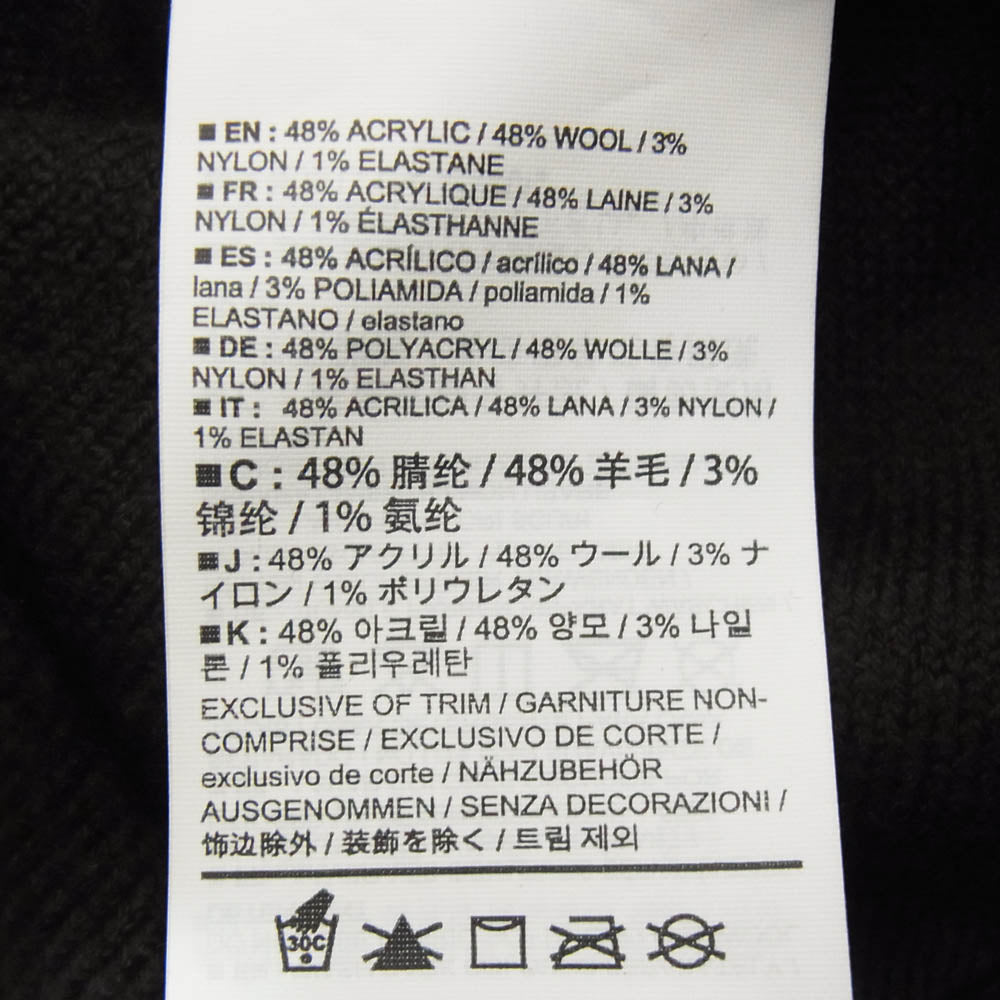 ■ EN : 48% ACRYLIC / 48% WOOL / 3%
NYLON / 1% ELASTANE
■ FR : 48% ACRYLIQUE / 48% LAINE / 3%
NYLON / 1% ÉLASTHANNE
■ ES : 48% ACRÍLICO / acrílico / 48% LANA /
lana / 3% POLIAMIDA / poliamida / 1%
ELASTANO / elastano
■ DE : 48% POLYACRYL / 48% WOLLE / 3%
NYLON / 1% ELASTHAN
■ IT : 48% ACRILICA / 48% LANA / 3% NYLON /
1% ELASTAN
■ C : 48% 腈纶 / 48% 羊毛 / 3%
锦纶 / 1% 氨纶
■ J : 48% アクリル / 48% ウール / 3% ナ
イロン / 1% ポリウレタン
■ K : 48% 아크릴 / 48% 양모 / 3% 나일
론 / 1% 폴리우레탄
EXCLUSIVE OF TRIM / GARNITURE NON-
COMPRISE / EXCLUSIVO DE CORTE /
exclusivo de corte / NÄHZUBEHÖR
AUSGENOMMEN / SENZA DECORAZIONI /
饰边除外 / 装飾を除く / 트림 제외
30C